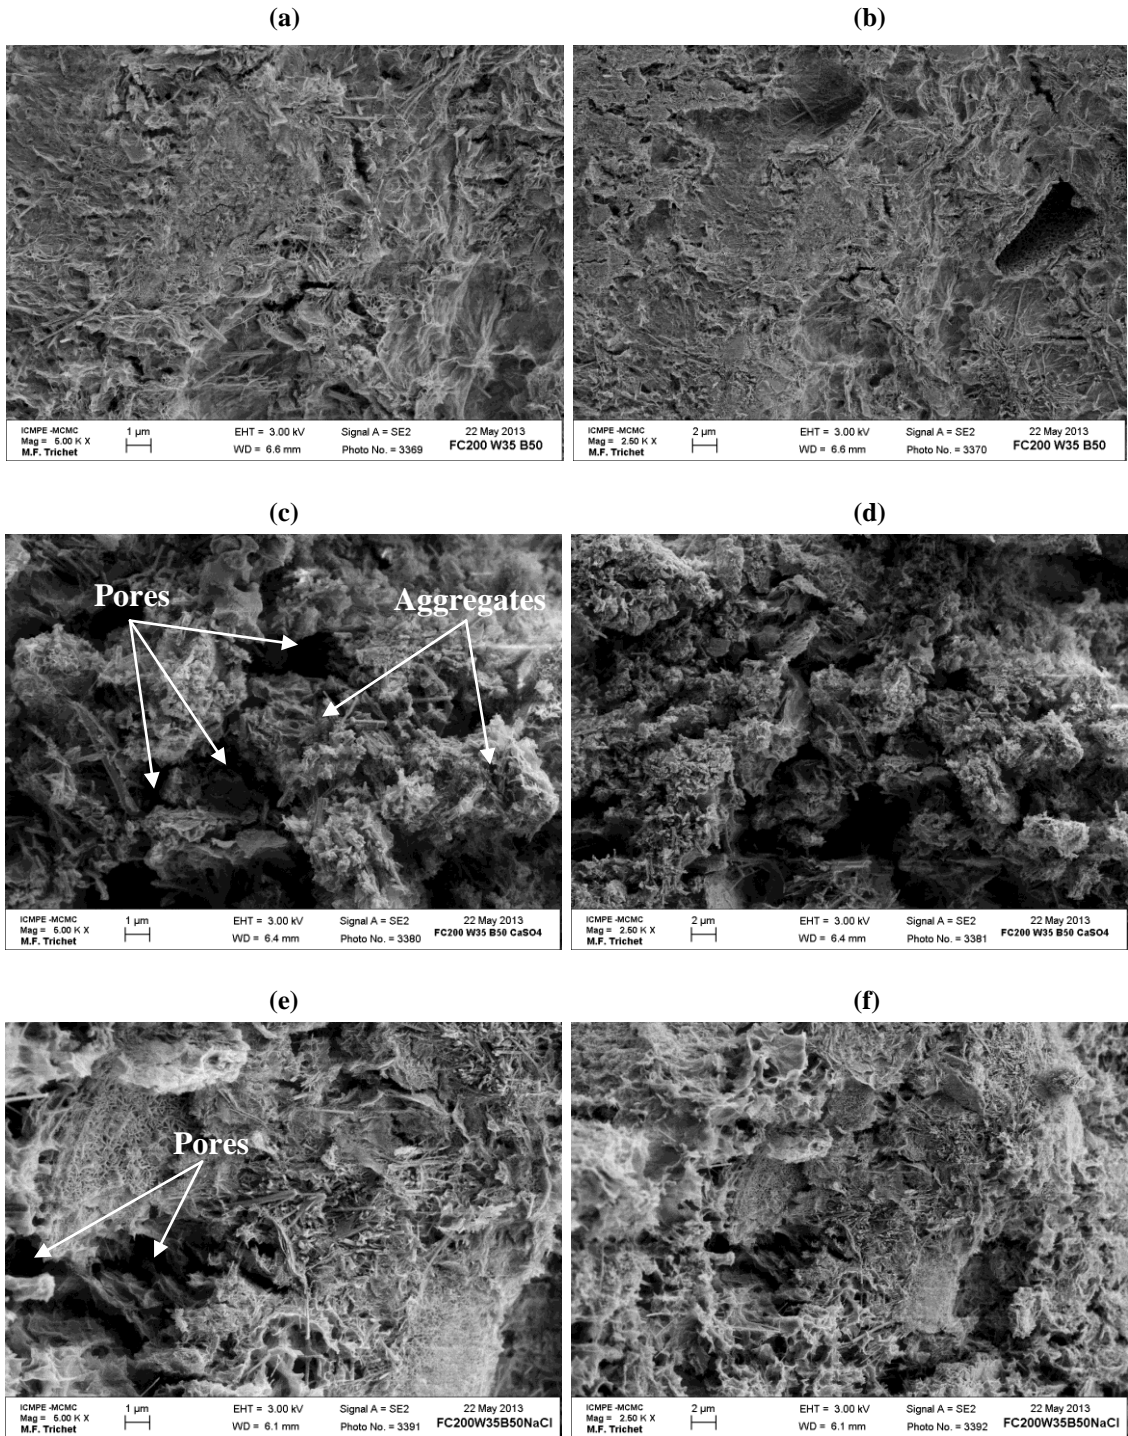 (a)
(b)
ICMPE -MCMC
Mag = 5.00 K X
M.F. Trichet
1 µm
EHT = 3.00 kV
WD = 6.6 mm
Signal A = SE2
Photo No. = 3369
22 May 2013
FC200 W35 B50
ICMPE -MCMC
Mag = 2.50 K X
M.F. Trichet
2 µm
EHT = 3.00 kV
WD = 6.6 mm
Signal A = SE2
Photo No. = 3370
22 May 2013
FC200 W35 B50
(c)
(d)
Pores
Aggregates
ICMPE -MCMC
Mag = 5.00 K X
M.F. Trichet
1 µm
EHT = 3.00 kV
WD = 6.4 mm
Signal A = SE2
Photo No. = 3380
22 May 2013
FC200 W35 B50 CaSO4
ICMPE -MCMC
Mag = 2.50 K X
M.F. Trichet
2 µm
EHT = 3.00 kV
WD = 6.4 mm
Signal A = SE2
Photo No. = 3381
22 May 2013
FC200 W35 B50 CaSO4
(e)
(f)
Pores
ICMPE -MCMC
Mag = 5.00 K X
M.F. Trichet
1 µm
EHT = 3.00 kV
WD = 6.1 mm
Signal A = SE2
Photo No. = 3391
22 May 2013
FC200W35B50NaCl
ICMPE -MCMC
Mag = 2.50 K X
M.F. Trichet
2 µm
EHT = 3.00 kV
WD = 6.1 mm
Signal A = SE2
Photo No. = 3392
22 May 2013
FC200W35B50NaCl